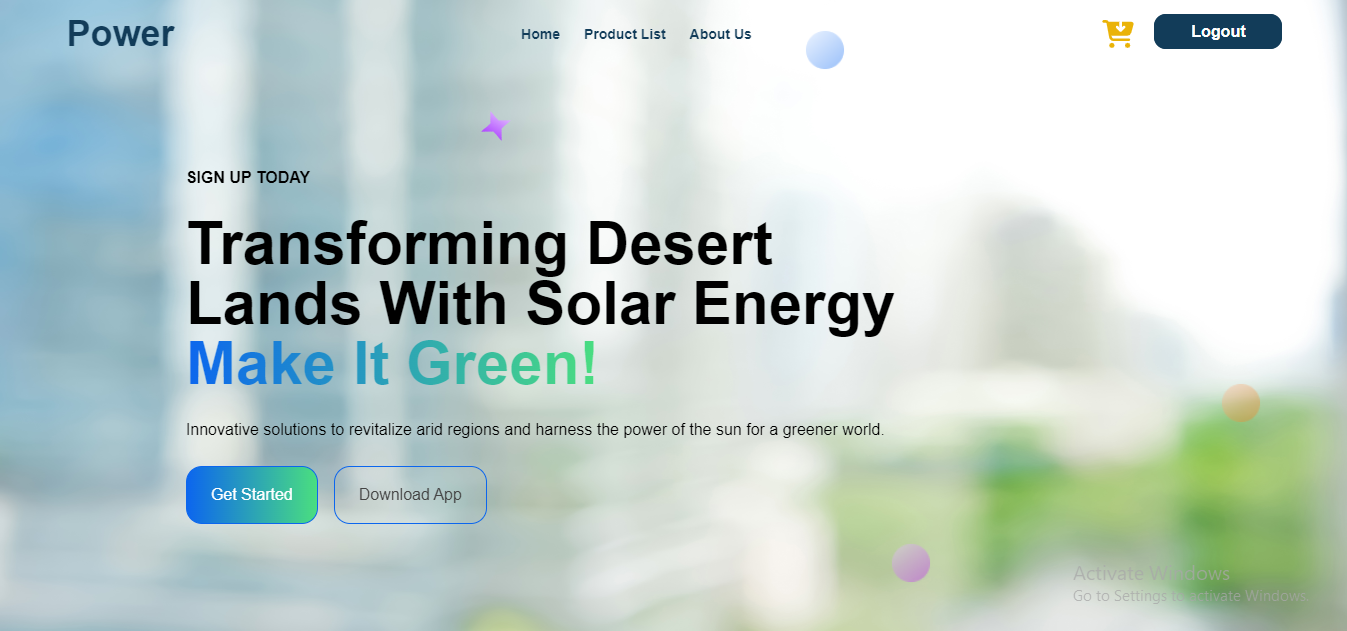 Power
Home
Product List
About Us
Logout
SIGN UP TODAY
Transforming Desert
Lands With Solar Energy
Make It Green!
Innovative solutions to revitalize arid regions and harness the power of the sun for a greener world.
Get Started
Download App
Activate Windows
Go to Settings to activate Windows.